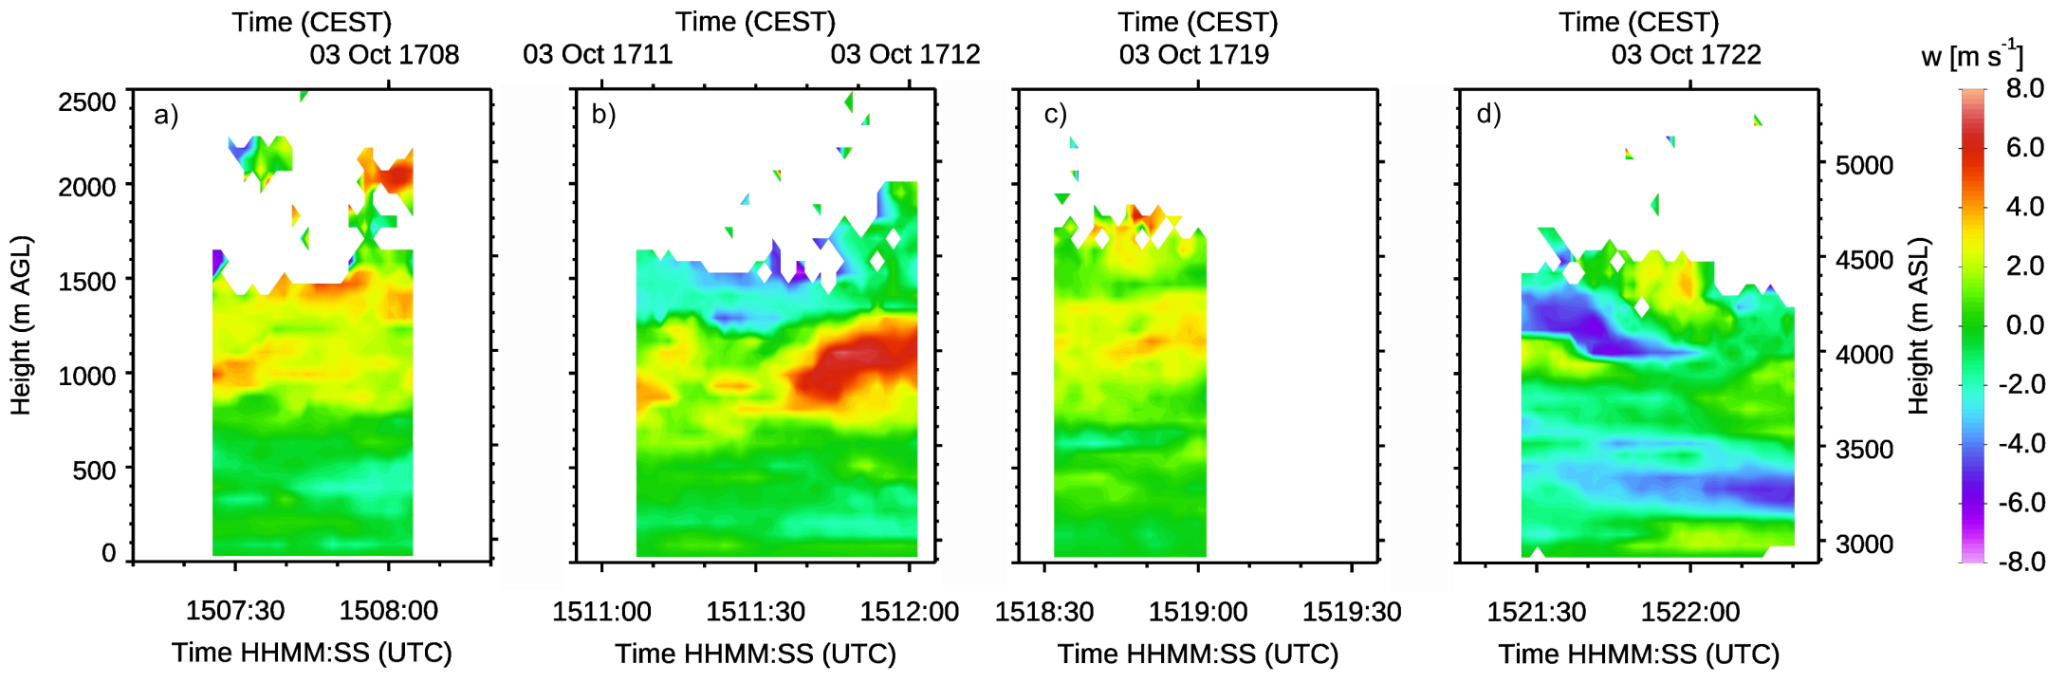 Time (CEST) Time (CEST) Time (CEST) Time (CEST)
03 Oct 1708 03 Oct 1711 03 Oct 1712 03 Oct 1719 03 Oct 1722 w [m s-1]
a) b) c) d)
Height (m AGL)
2500
2000
1500
1000
500
0
5000
4500
4000
3500
3000
Height (m ASL)
8.0
6.0
4.0
2.0
0.0
-2.0
-4.0
-6.0
-8.0
1507:30 1508:00 1511:00 1511:30 1512:00 1518:30 1519:00 1519:30 1521:30 1522:00
Time HHMM:SS (UTC) Time HHMM:SS (UTC) Time HHMM:SS (UTC) Time HHMM:SS (UTC)